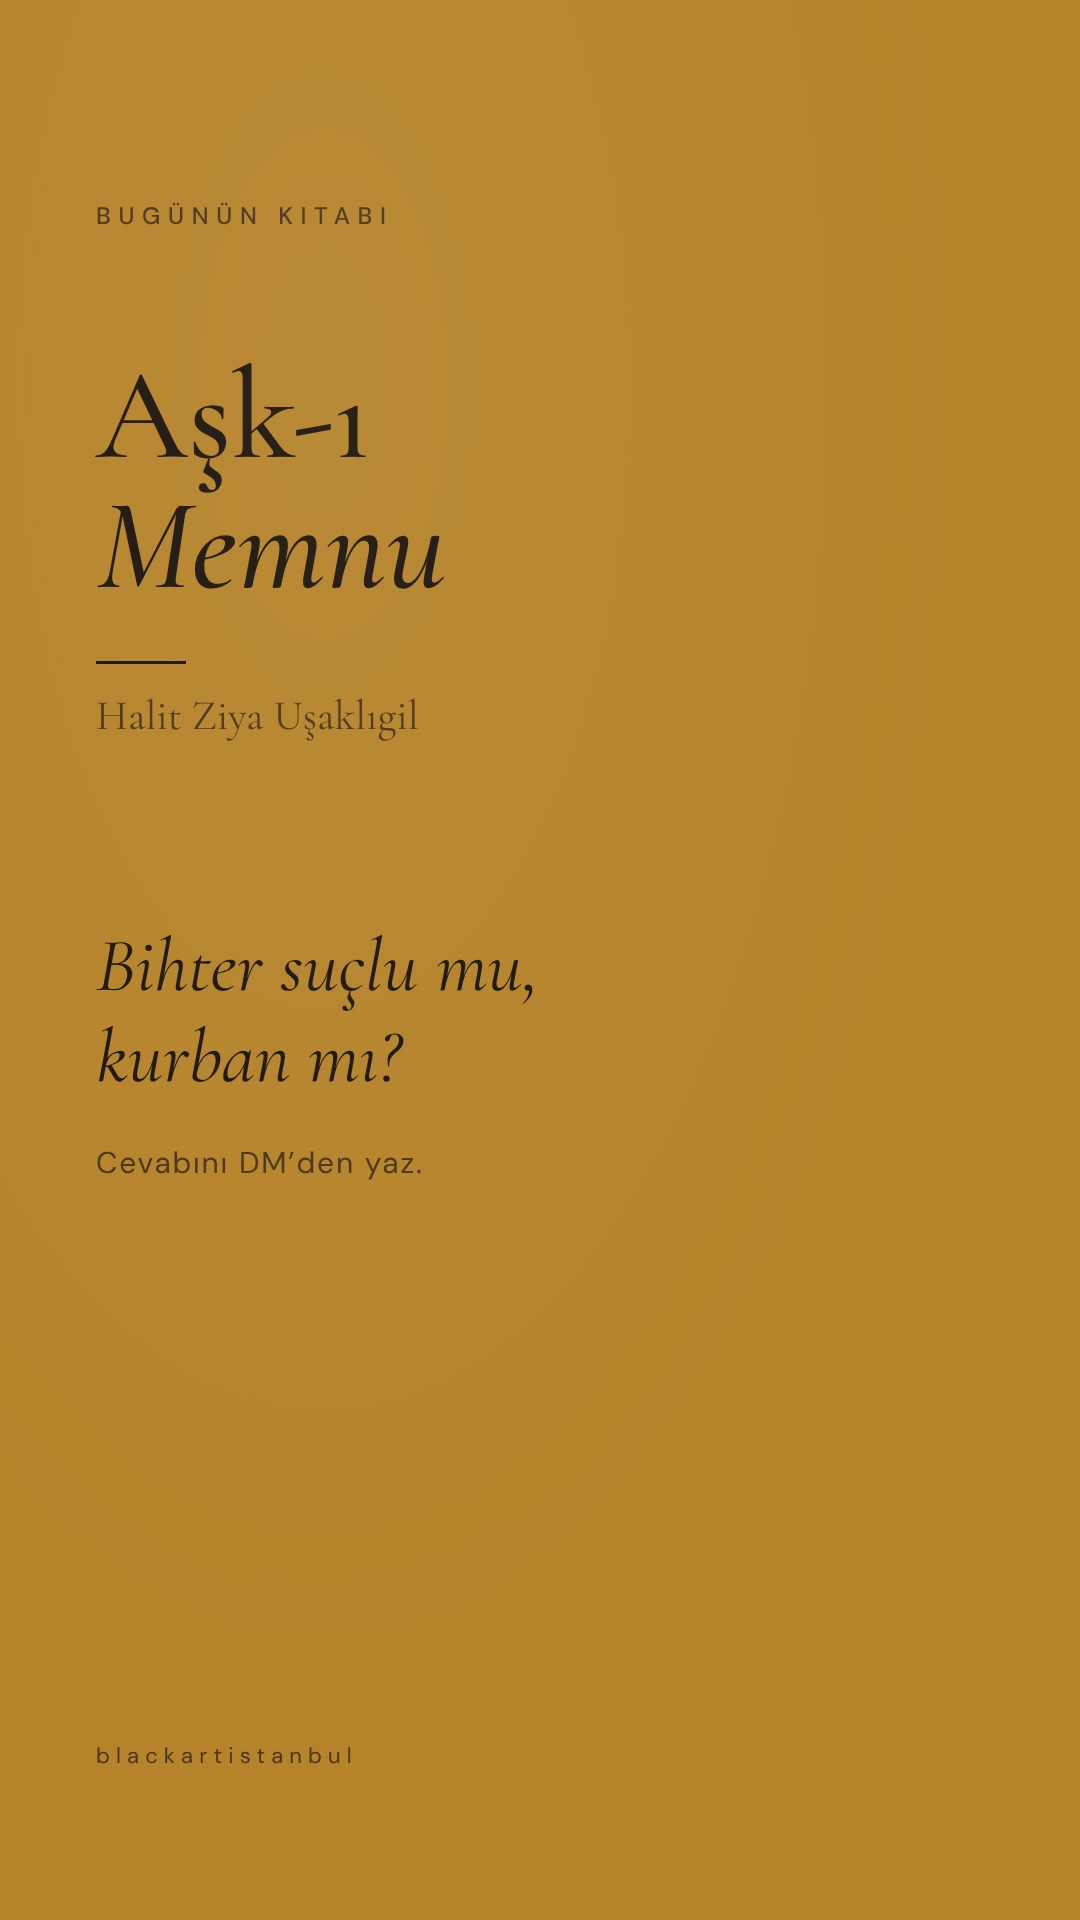 BUGÜNÜN KITABI
Aşk-ı
Memnu
Halit Ziya Uşaklıgil
Bihter suçlu mu,
kurban mı?
Cevabını DM’den yaz.
blackartistanbul